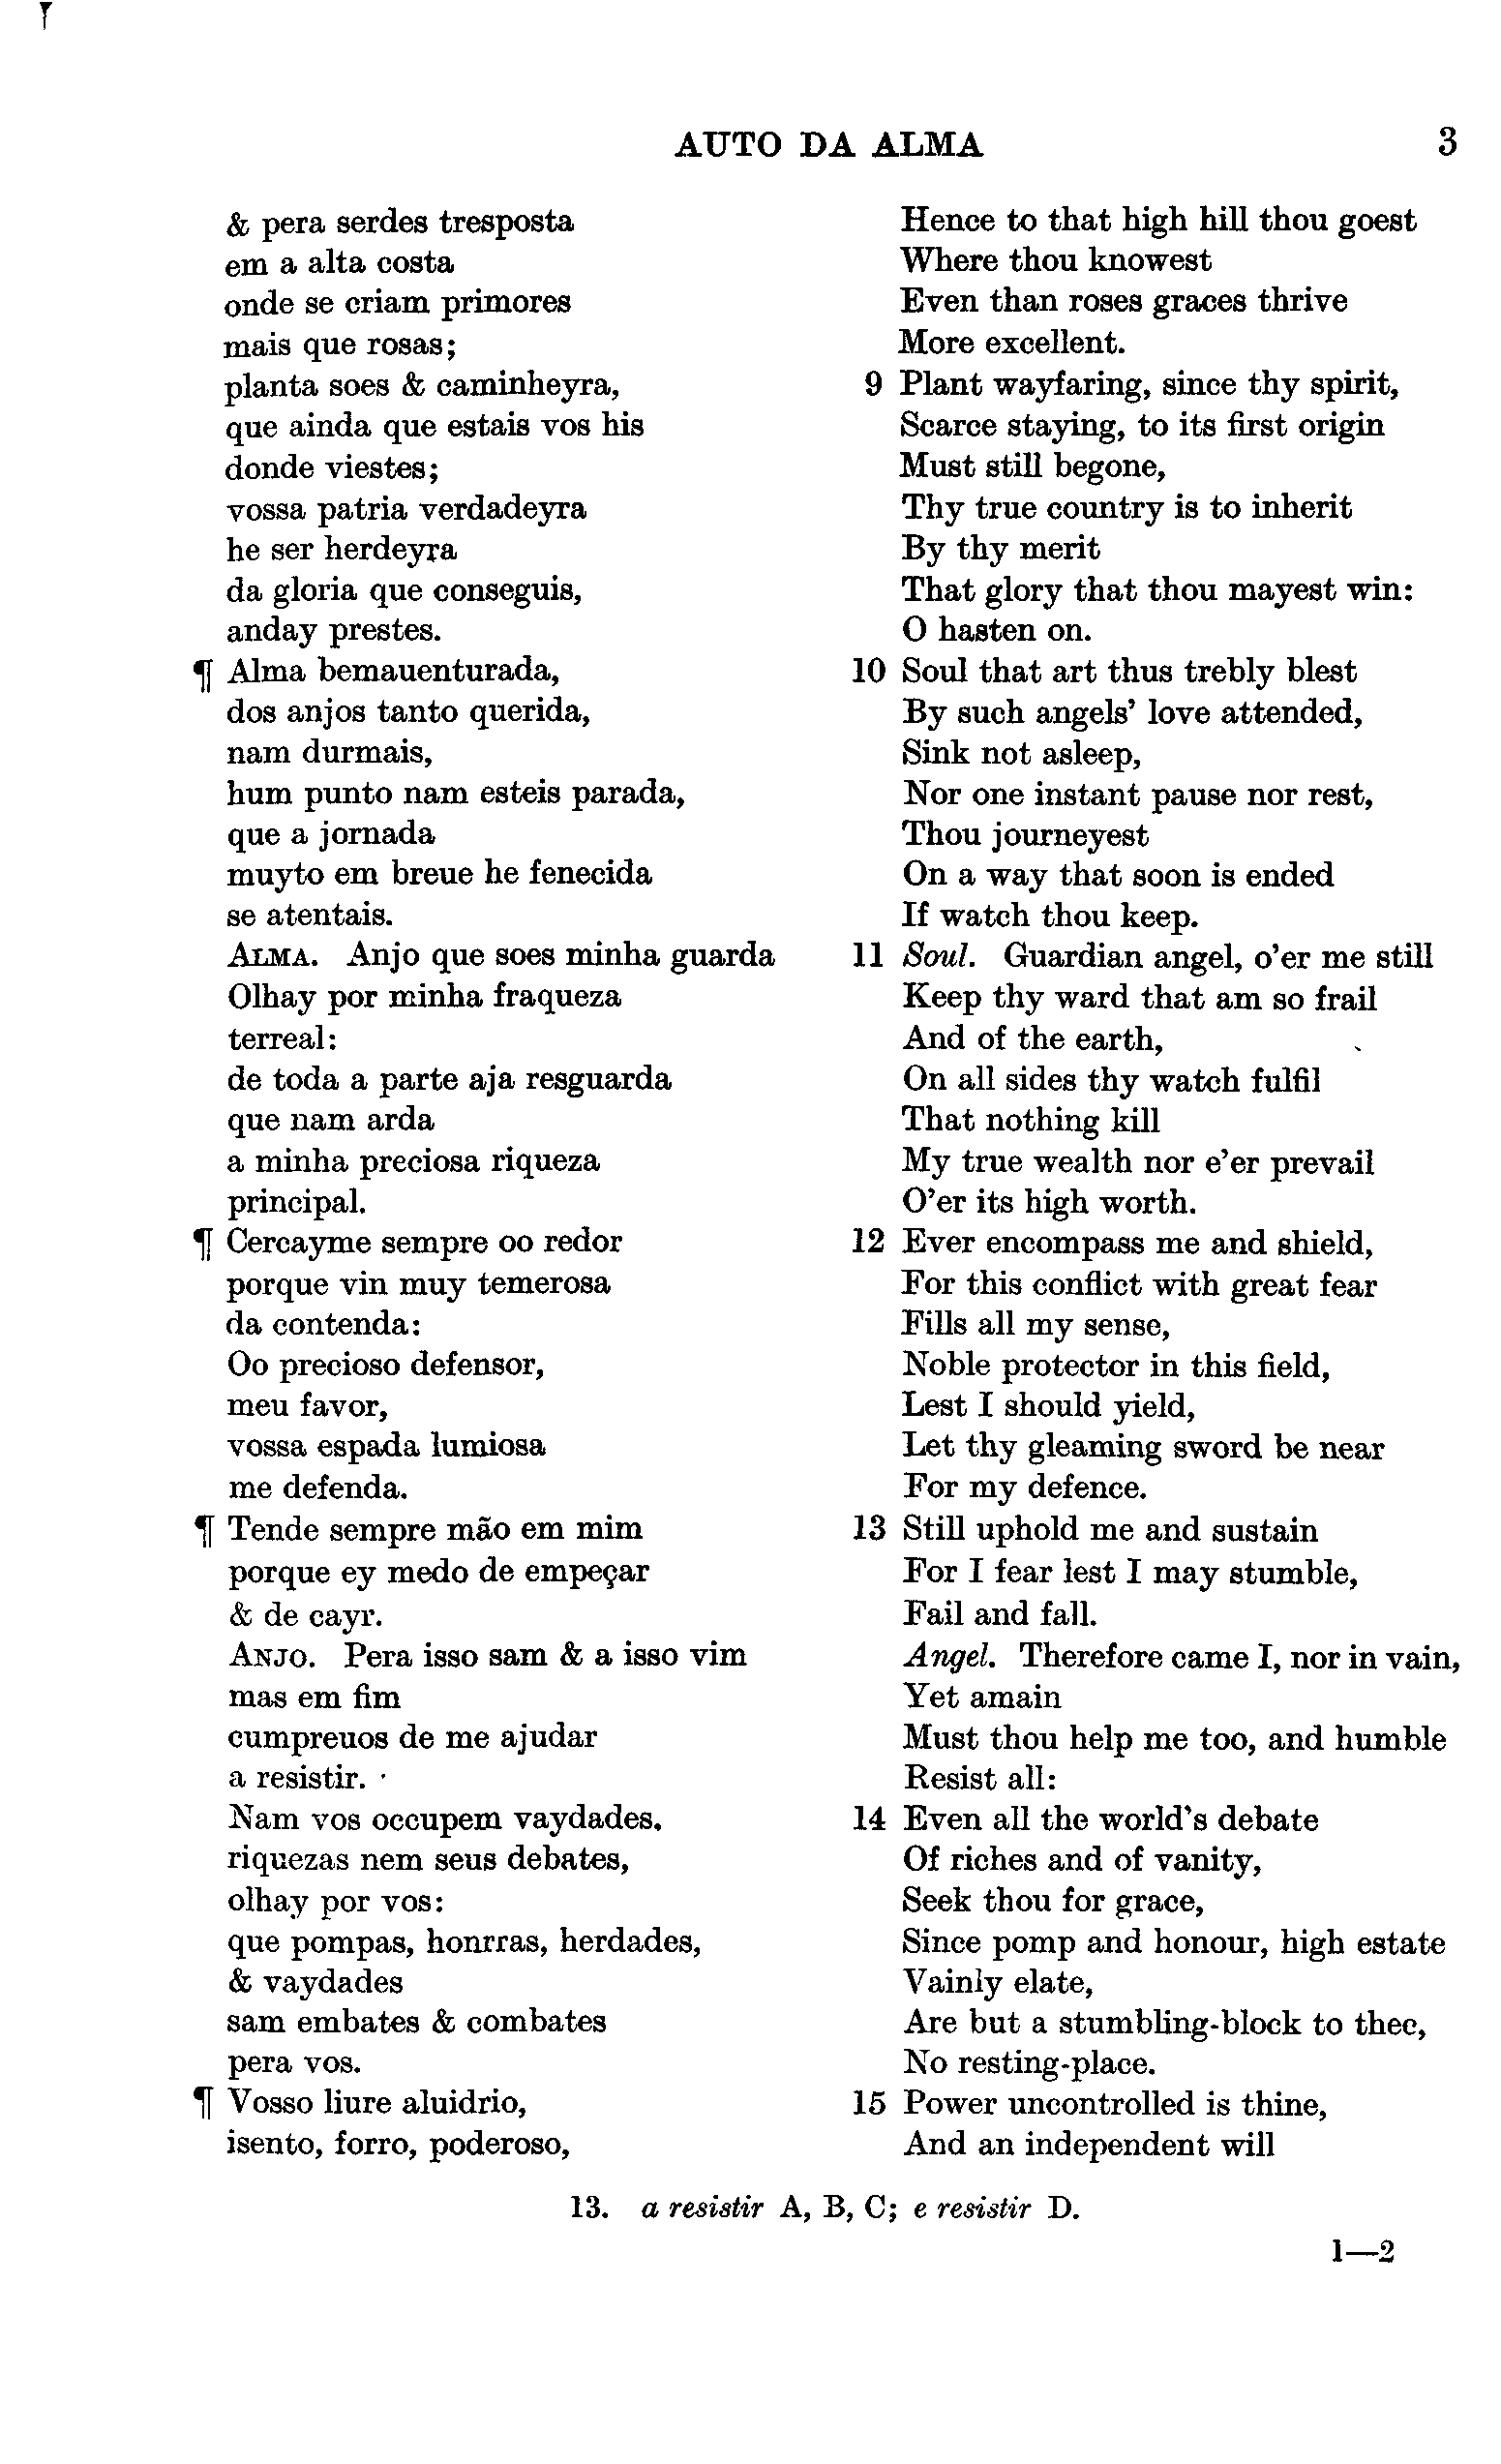 AUTO DA ALMA 3
& pera serdes tresposta
em a alta costa
onde se criam primores
mais que rosas;
planta soes & caminheyra,
que ainda que estais vos his
donde viestes;
vossa patria verdadeyra
he ser herdeyra
da gloria que conseguis,
anday prestes.
¶ Alma bemauenturada,
dos anjos tanto querida,
nam durmais,
hum punto nam esteis parada,
que a jornada
muyto em breue he fenecida
se atentais.
ALMA. Anjo que soes minha guarda
Olhay por minha fraqueza
terreal:
de toda a parte aja resguarda
que nam arda
a minha preciosa riqueza
principal.
¶ Cercayme sempre oo redor
porque vin muy temerosa
da contenda:
Oo precioso defensor,
meu favor,
vossa espada lumiosa
me defenda.
¶ Tende sempre mão em mim
porque ey medo de empeçar
& de cayr.
ANJO. Pera isso sam & a isso vim
mas em fim
cumpreuos de me ajudar
a resistir.
Nam vos occupem vaydades.
riquezas nem seus debates,
olhay por vos:
que pompas, honrras, herdades,
& vaydades
sam embates & combates
pera vos.
¶ Vosso liure aluidrio,
isento, forro, poderoso,
Hence to that high hill thou goest
Where thou knowest
Even than roses graces thrive
More excellent.
9 Plant wayfaring, since thy spirit,
Scarce staying, to its first origin
Must still begone,
Thy true country is to inherit
By thy merit
That glory that thou mayest win:
O hasten on.
10 Soul that art thus trebly blest
By such angels' love attended,
Sink not asleep,
Nor one instant pause nor rest,
Thou journeyest
On a way that soon is ended
If watch thou keep.
11 Soul. Guardian angel, o'er me still
Keep thy ward that am so frail
And of the earth,
On all sides thy watch fulfil
That nothing kill
My true wealth nor e'er prevail
O'er its high worth.
12 Ever encompass me and shield,
For this conflict with great fear
Fills all my sense,
Noble protector in this field,
Lest I should yield,
Let thy gleaming sword be near
For my defence.
13 Still uphold me and sustain
For I fear lest I may stumble,
Fail and fall.
Angel. Therefore came I, nor in vain,
Yet amain
Must thou help me too, and humble
Resist all:
14 Even all the world's debate
Of riches and of vanity,
Seek thou for grace,
Since pomp and honour, high estate
Vainly elate,
Are but a stumbling-block to thee,
No resting-place.
15 Power uncontrolled is thine,
And an independent will
13. a resistir A, B, C; e resistir D.
1—2